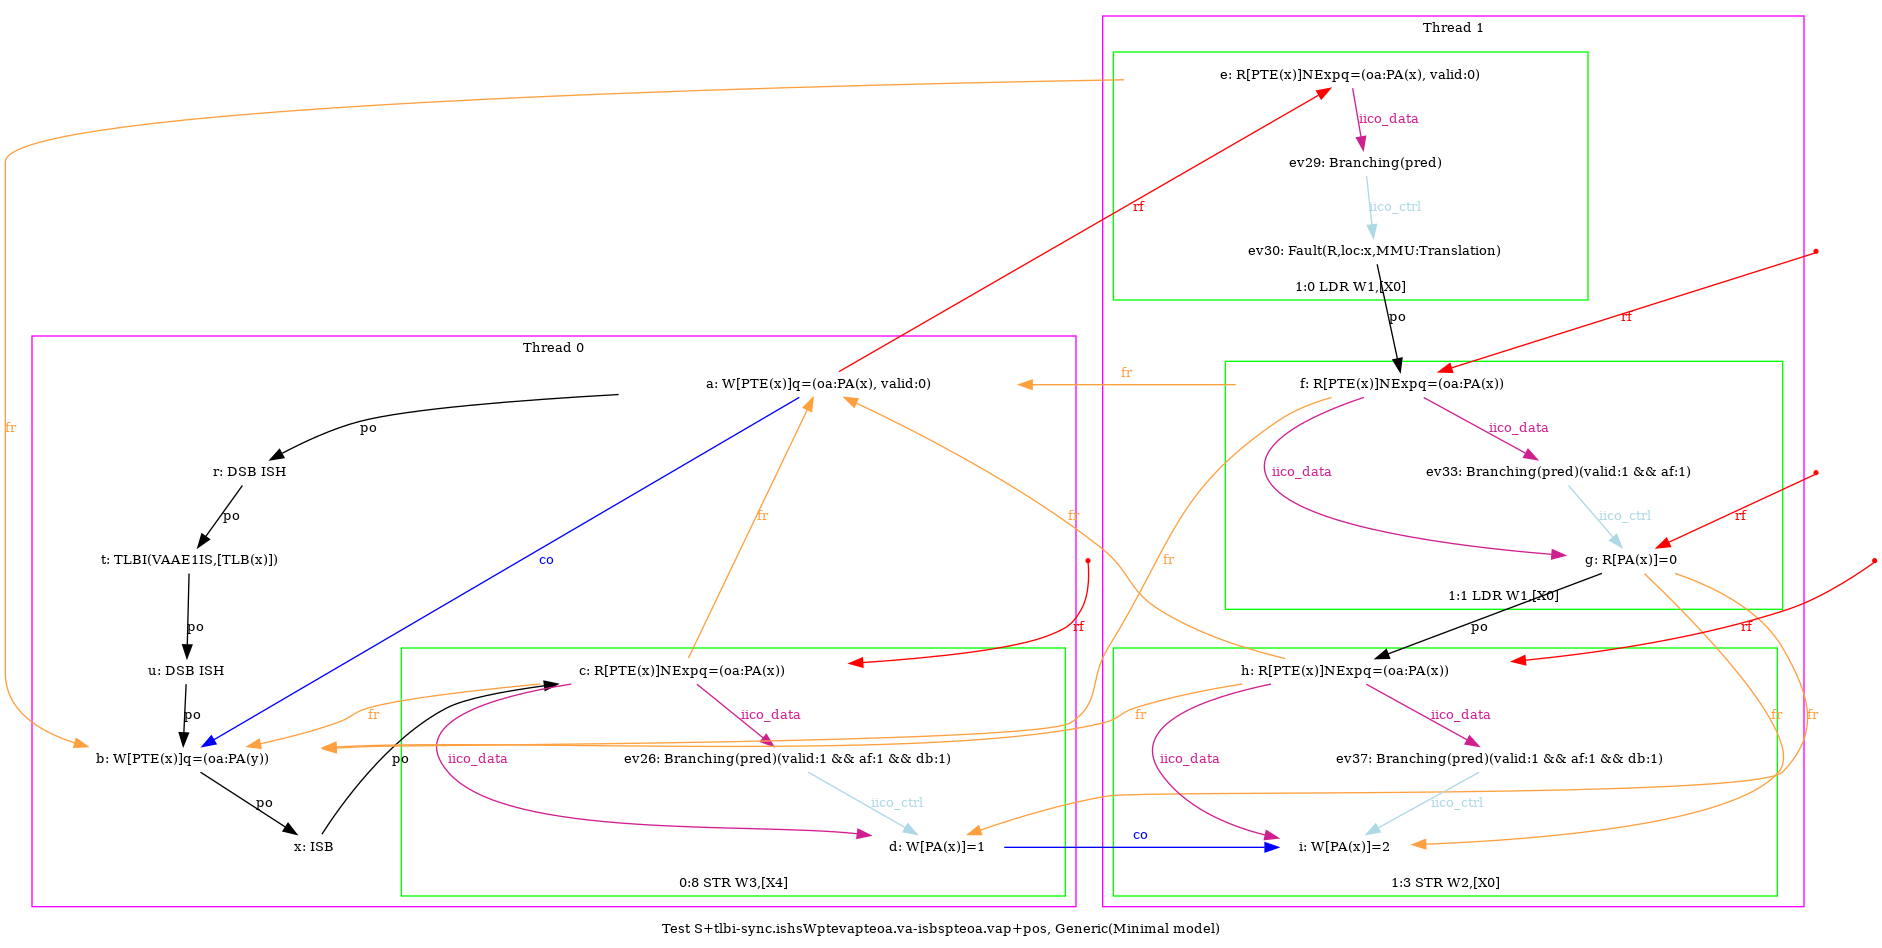 Thread 1
e: R[PTE(x)]NExpq=(oa:PA(x), valid:0)
iico_data
ev29: Branching(pred)
rf
iico_ctrl
ev30: Fault(R,loc:x,MMU:Translation)
1:0 LDR W1,[X0]
po
rf
Thread 0
fr
a: W[PTE(x)]q=(oa:PA(x), valid:0)
f: R[PTE(x)]NExpq=(oa:PA(x))
fr
po
iico_data
r: DSB ISH
iico_data
ev33: Branching(pred)(valid:1 && af:1)
po
fr
fr
iico_ctrl
rf
t: TLBI(VAAE1IS,[TLB(x)])
co
fr
g: R[PA(x)]=0
1:1 LDR W1,[X0]
po
rf
po
rf
u: DSB ISH
c: R[PTE(x)]NExpq=(oa:PA(x))
h: R[PTE(x)]NExpq=(oa:PA(x))
po
fr
iico_data
fr
iico_data
fr
fr
b: W[PTE(x)]q=(oa:PA(y))
po
iico_data
ev26: Branching(pred)(valid:1 && af:1 && db:1)
iico_data
ev37: Branching(pred)(valid:1 && af:1 && db:1)
po
iico_ctrl
iico_ctrl
x: ISB
d: W[PA(x)]=1
co
i: W[PA(x)]=2
0:8 STR W3,[X4]
1:3 STR W2,[X0]
Test S+tlbi-sync.ishsWptevapteoa.va-isbspteoa.vap+pos, Generic(Minimal model)